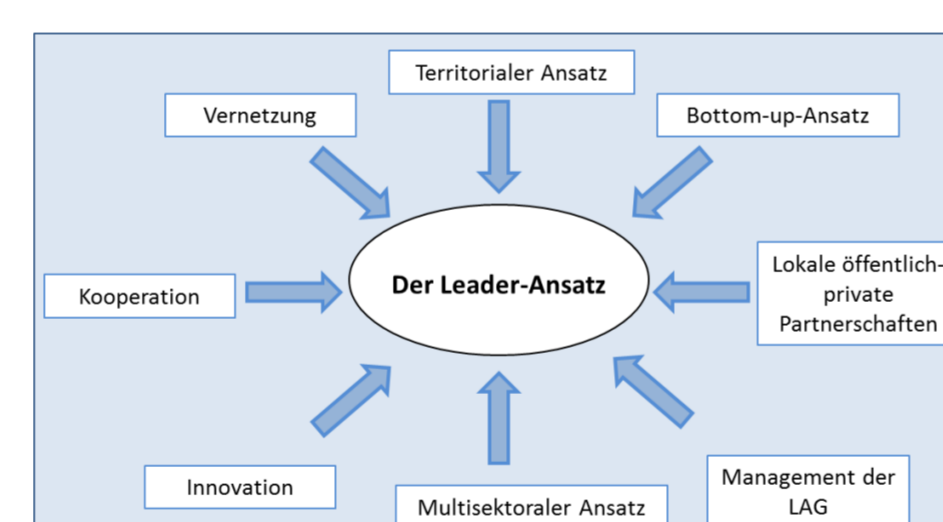 Territorialer Ansatz
Vernetzung
Bottom-up-Ansatz
Lokale öffentlich-
private
Partnerschaften
Der Leader-Ansatz
Kooperation
Innovation
Multisektoraler Ansatz
Management der
LAG